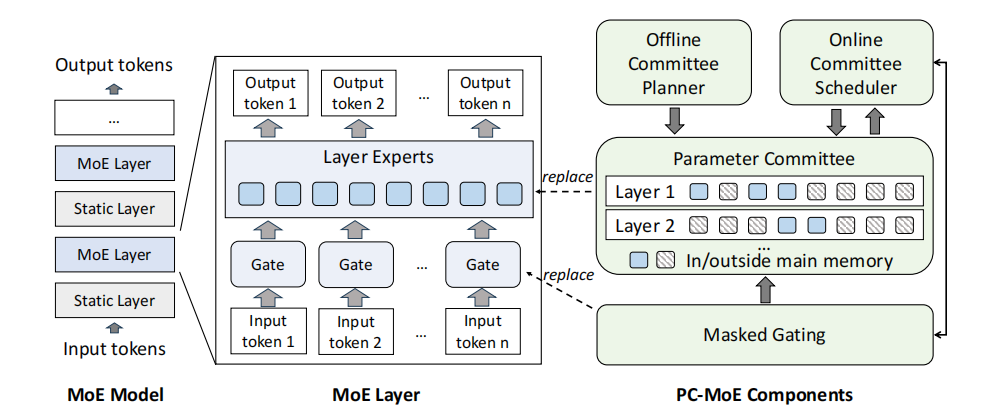 Output tokens
...
MoE Layer
Static Layer
MoE Layer
Static Layer
Input tokens
MoE Model
Output
token 1
Output
token 2
...
Output
token n
Layer Experts
Gate
Gate
...
Gate
Input
token 1
Input
token 2
...
Input
token n
MoE Layer
replace
replace
Offline
Committee
Planner
Online
Committee
Scheduler
Parameter Committee
Layer 1
Layer 2
...
In/outside main memory
Masked Gating
PC-MoE Components